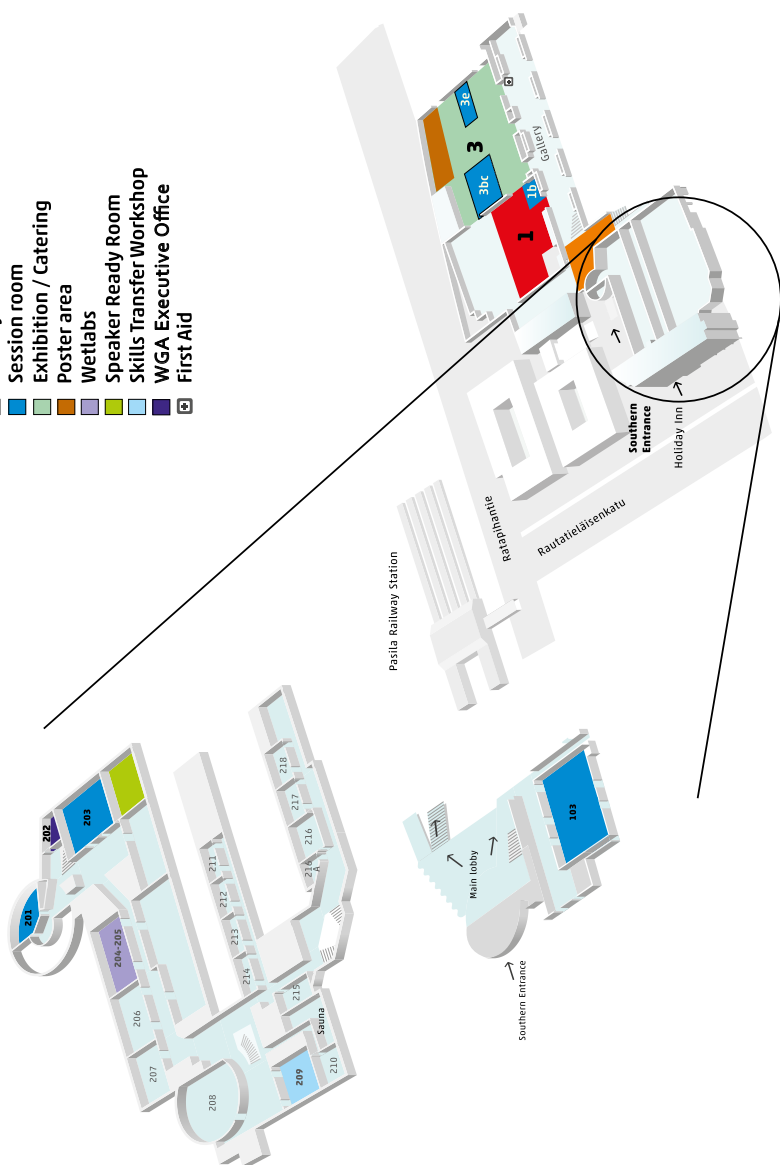 Session room
Exhibition / Catering
Poster area
Wetlabs
Speaker Ready Room
Skills Transfer Workshop
WGA Executive Office
First Aid
3e
3
3bc
1b
1
Gallery
Southern
Entrance
Holiday Inn
Ratapihantie
Rautatieläisenkatu
Pasila Railway Station
201
202
203
204-205
206
207
208
209
210
211
212
213
214
215
Sauna
216
A
216
217
218
103
Main lobby
Southern Entrance